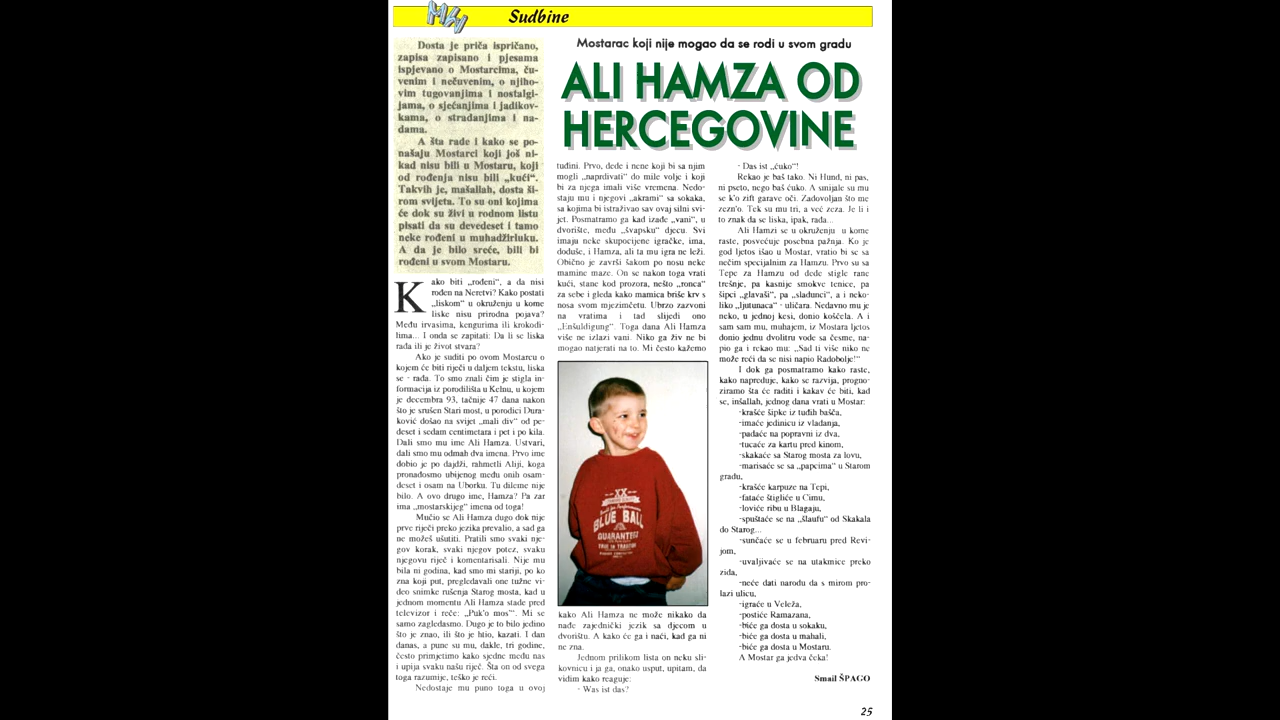 Sudbine
Mostarac koji nije mogao da se rodi u svom gradu
ALI HAMZA OD
HERCEGOVINE
Dosta je priča ispričano,
zapisa zapisano i pjesama
ispjevano o Mostarcima, ču-
venim i nečuvenim, o njiho-
vim tugovanjima i nostalgi-
jama, o sjećanjima i jadikov-
kama, o stradanjima i na-
dama.
A šta rade i kako se po-
našaju Mostarci koji još ni-
kad nisu bili u Mostaru, koji
od rođenja nisu bili „kući“.
Takvih je, mašallah, dosta ši-
rom svijeta. To su oni kojima
će dok su živi u rodnom listu
pisati da su devedeset i tamo
neke rođeni u muhadžirluku.
A da je bilo sreće, bili bi
rođeni u svom Mostaru.
Kako biti „rođeni“, a da nisi
rođen na Neretvi? Kako postati
„liskom“ u okruženju u kome
liske nisu prirodna pojava?
Među irvasima, kengurima ili krokodi-
lima... I onda se zapitati: Da li se liska
rađa ili je život stvara?
Ako je suditi po ovom Mostarcu o
kojem će biti riječi u daljem tekstu, liska
se - rađa. To smo znali čim je stigla in-
formacija iz porodilišta u Kelnu, u kojem
je decembra 93, tačnije 47 dana nakon
što je srušen Stari most, u porodici Dura-
ković došao na svijet „mali div“ od pe-
deset i sedam centimetara i pet i po kila.
Dali smo mu ime Ali Hamza. Ustvari,
dali smo mu odmah dva imena. Prvo ime
dobio je po dajdži, rahmetli Aliji, koga
pronađosmo ubijenog među onih osam-
deset i osam na Uborku. Tu dileme nije
bilo. A ovo drugo ime, Hamza? Pa zar
ima „mostarskijeg“ imena od toga!
Mučio se Ali Hamza dugo dok nije
prve riječi preko jezika prevalio, a sad ga
ne možeš ušutiti. Pratili smo svaki nje-
gov korak, svaki njegov potez, svaku
njegovu riječ i komentarisali. Nije mu
bila ni godina, kad smo mi stariji, po ko
zna koji put, pregledavali one tužne vi-
deo snimke rušenja Starog mosta, kad u
jednom momentu Ali Hamza stade pred
televizor i reče: „Puk'o mos'“. Mi se
samo zagledasmo. Dugo je to bilo jedino
što je znao, ili što je htio, kazati. I dan
danas, a pune su mu, dakle, tri godine,
često primjetimo kako sjedne među nas
i upija svaku našu riječ. Šta on od svega
toga razumije, teško je reći.
Nedostaje mu puno toga u ovoj
tuđini. Prvo, dede i nene koji bi sa njim
mogli „naprdivati“ do mile volje i koji
bi za njega imali više vremena. Nedo-
staju mu i njegovi „akrami“ sa sokaka,
sa kojima bi istraživao sav ovaj silni svi-
jet. Posmatramo ga kad izađe „vani“, u
dvorište, među „švapsku“ djecu. Svi
imaju neke skupocijene igračke, ima,
doduše, i Hamza, ali ta mu igra ne leži.
Obično je završi šakom po nosu neke
mamine maze. On se nakon toga vrati
kući, stane kod prozora, nešto „ronca“
za sebe i gleda kako mamica briše krv s
nosa svom mjezimčetu. Ubrzo zazvoni
na vratima i tad slijedi ono
„Enšuldigung“. Toga dana Ali Hamza
više ne izlazi vani. Niko ga živ ne bi
mogao natjerati na to. Mi često kažemo
XX
BLUE BALL
GUARANTEED
kako Ali Hamza ne može nikako da
nađe zajednički jezik sa djecom u
dvorištu. A kako će ga i naći, kad ga ni
ne zna.
Jednom prilikom lista on neku sli-
kovnicu i ja ga, onako usput, upitam, da
vidim kako reaguje:
- Was ist das?
- Das ist „ćuko“!
Rekao je baš tako. Ni Hund, ni pas,
ni pseto, nego baš ćuko. A smijale su mu
se k'o zift garave oči. Zadovoljan što me
zezn'o. Tek su mu tri, a već zeza. Je li i
to znak da se liska, ipak, rađa...
Ali Hamzi se u okruženju u kome
raste, posvećuje posebna pažnja. Ko je
god ljetos išao u Mostar, vratio bi se sa
nečim specijalnim za Hamzu. Prvo su sa
Tepe za Hamzu od dede stigle rane
trešnje, pa kasnije smokve tenice, pa
šipci „glavaši“, pa „slađunci“, a i neko-
liko „ljutunaca“ - uličara. Nedavno mu je
neko, u jednoj kesi, donio košćela. A i
sam sam mu, muhajem, iz Mostara ljetos
donio jednu dvolitru vode sa česme, na-
pio ga i rekao mu: „Sad ti više niko ne
može reći da se nisi napio Radobolje!“
I dok ga posmatramo kako raste,
kako napreduje, kako se razvija, progno-
ziramo šta će raditi i kakav će biti, kad
se, inšallah, jednog dana vrati u Mostar:
-krašće šipke iz tuđih bašča,
-imaće jedinicu iz vladanja,
-padaće na popravni iz dva,
-tucaće za kartu pred kinom,
-skakaće sa Starog mosta za lovu,
-marisaće se sa „papcima“ u Starom
gradu,
-krašće karpuze na Tepi,
-fataće štigliće u Cimu,
-loviće ribu u Blagaju,
-spuštaće se na „šlaufu“ od Skakala
do Starog...
-sunčaće se u februaru pred Revi-
jom,
-uvaljivaće se na utakmice preko
zida,
-neće dati narodu da s mirom pro-
lazi ulicu,
-igraće u Veleža,
-postiće Ramazana,
-biće ga dosta u sokaku,
-biće ga dosta u mahali,
-biće ga dosta u Mostaru.
A Mostar ga jedva čeka!
Smail ŠPAGO
25